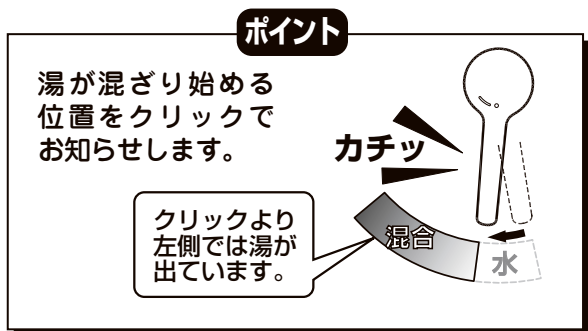 ポイント
湯が混ざり始める
位置をクリックで
お知らせします。
カチッ
クリックより
左側では湯が
出ています。
混合
水